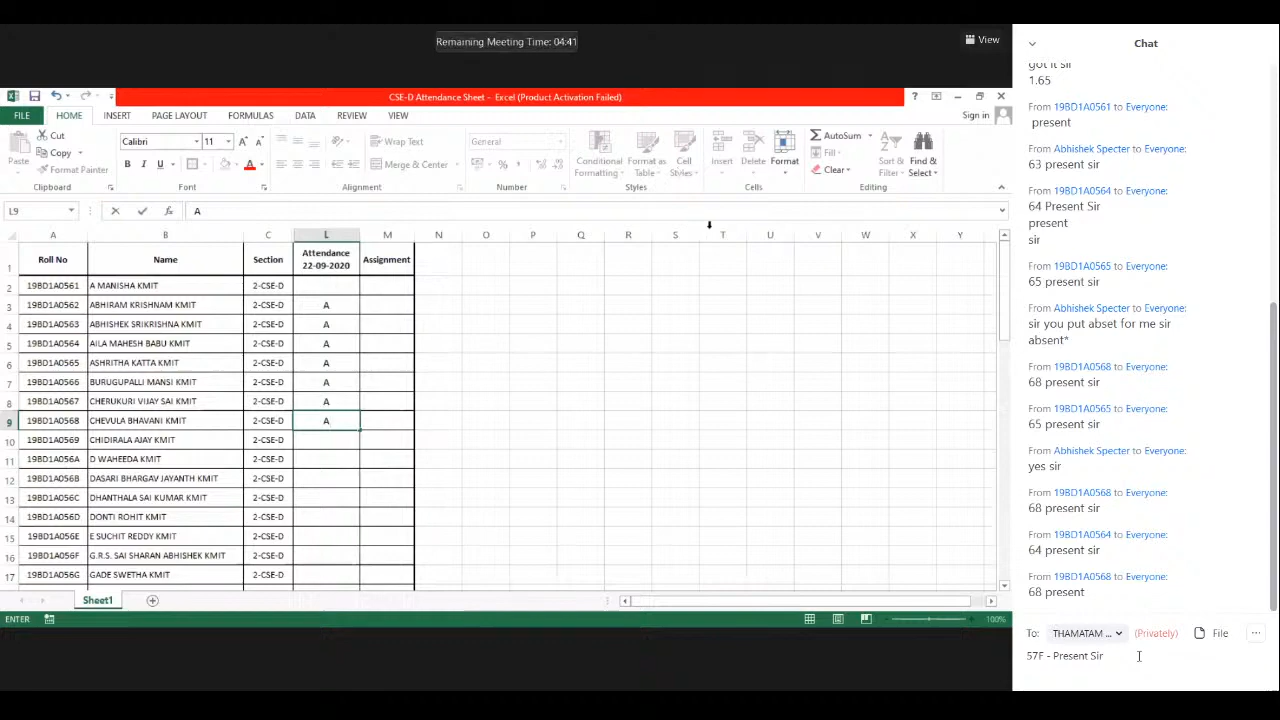 Remaining Meeting Time: 04:41
View
Chat
CSE-D Attendance Sheet - Excel (Product Activation Failed)
FILE HOME INSERT PAGE LAYOUT FORMULAS DATA REVIEW VIEW
Sign in
Cut
Copy
Format Painter
Paste
Clipboard
Calibri 11
B I U
Font
Wrap Text
Merge & Center
Alignment
General
Number
Conditional Formatting
Format as Table
Cell Styles
Styles
Insert Delete Format
Cells
AutoSum
Fill
Clear
Sort & Filter
Find & Select
Editing
L9
A
A B C L M N O P Q R S T U V W X Y
1 Roll No Name Section Attendance 22-09-2020 Assignment
2 19BD1A0561 A MANISHA KMIT 2-CSE-D
3 19BD1A0562 ABHIRAM KRISHNAM KMIT 2-CSE-D A
4 19BD1A0563 ABHISHEK SRIKRISHNA KMIT 2-CSE-D A
5 19BD1A0564 AILA MAHESH BABU KMIT 2-CSE-D A
6 19BD1A0565 ASHRITHA KATTA KMIT 2-CSE-D A
7 19BD1A0566 BURUGUPALLI MANSI KMIT 2-CSE-D A
8 19BD1A0567 CHERUKURI VIJAY SAI KMIT 2-CSE-D A
9 19BD1A0568 CHEVULA BHAVANI KMIT 2-CSE-D A
10 19BD1A0569 CHIDIRALA AJAY KMIT 2-CSE-D
11 19BD1A056A D WAHEEDA KMIT 2-CSE-D
12 19BD1A056B DASARI BHARGAV JAYANTH KMIT 2-CSE-D
13 19BD1A056C DHANTHALA SAI KUMAR KMIT 2-CSE-D
14 19BD1A056D DONTI ROHIT KMIT 2-CSE-D
15 19BD1A056E E SUCHIT REDDY KMIT 2-CSE-D
16 19BD1A056F G.R.S. SAI SHARAN ABHISHEK KMIT 2-CSE-D
17 19BD1A056G GADE SWETHA KMIT 2-CSE-D
Sheet1
ENTER
100%
got it sir
1.65
From 19BD1A0561 to Everyone:
present
From Abhishek Specter to Everyone:
63 present sir
From 19BD1A0564 to Everyone:
64 Present Sir
present
sir
From 19BD1A0565 to Everyone:
65 present sir
From Abhishek Specter to Everyone:
sir you put abset for me sir
absent*
From 19BD1A0568 to Everyone:
68 present sir
From 19BD1A0565 to Everyone:
65 present sir
From Abhishek Specter to Everyone:
yes sir
From 19BD1A0568 to Everyone:
68 present sir
From 19BD1A0564 to Everyone:
64 present sir
From 19BD1A0568 to Everyone:
68 present
To: THAMATAM ... (Privately) File ...
57F - Present Sir